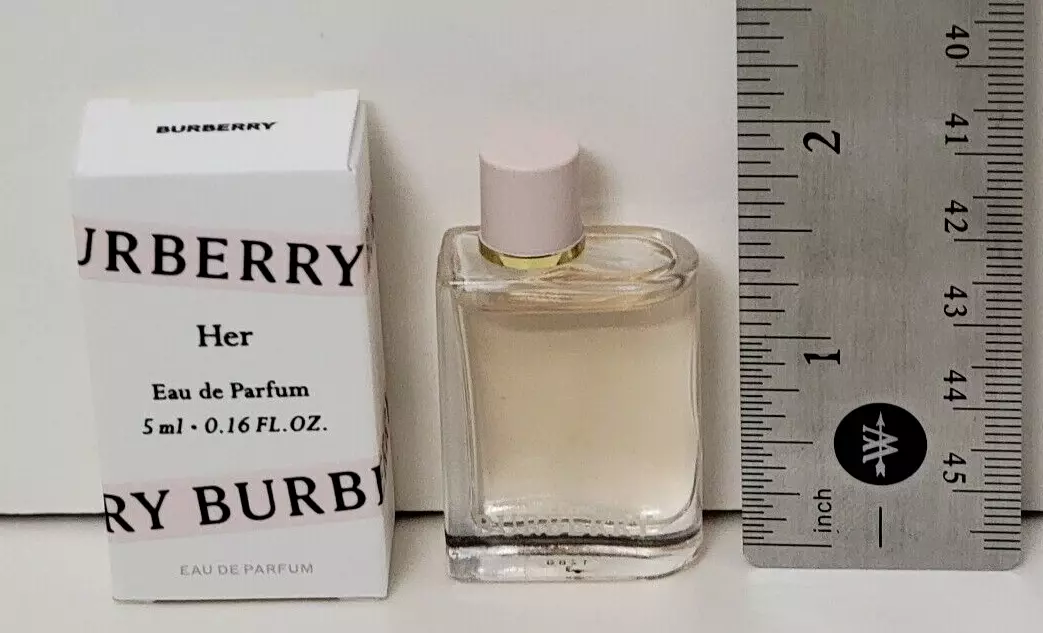 BURBERRY
URBERRY
Her
Eau de Parfum
5 ml • 0.16 FL.OZ.
RY BURB
EAU DE PARFUM
2
1
inch
40
41
42
43
44
45